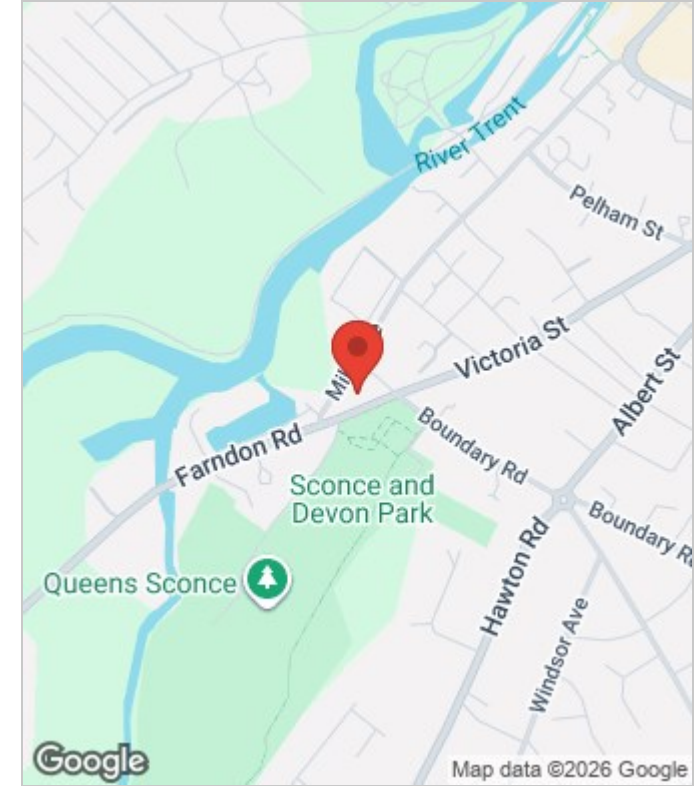 River Trent
Pelham St
Victoria St
Albert St
Farndon Rd
Boundary Rd
Sconce and
Devon Park
Boundary
Hawton Rd
Queens Sconce
Windsor Ave
Google
Map data ©2026 Google